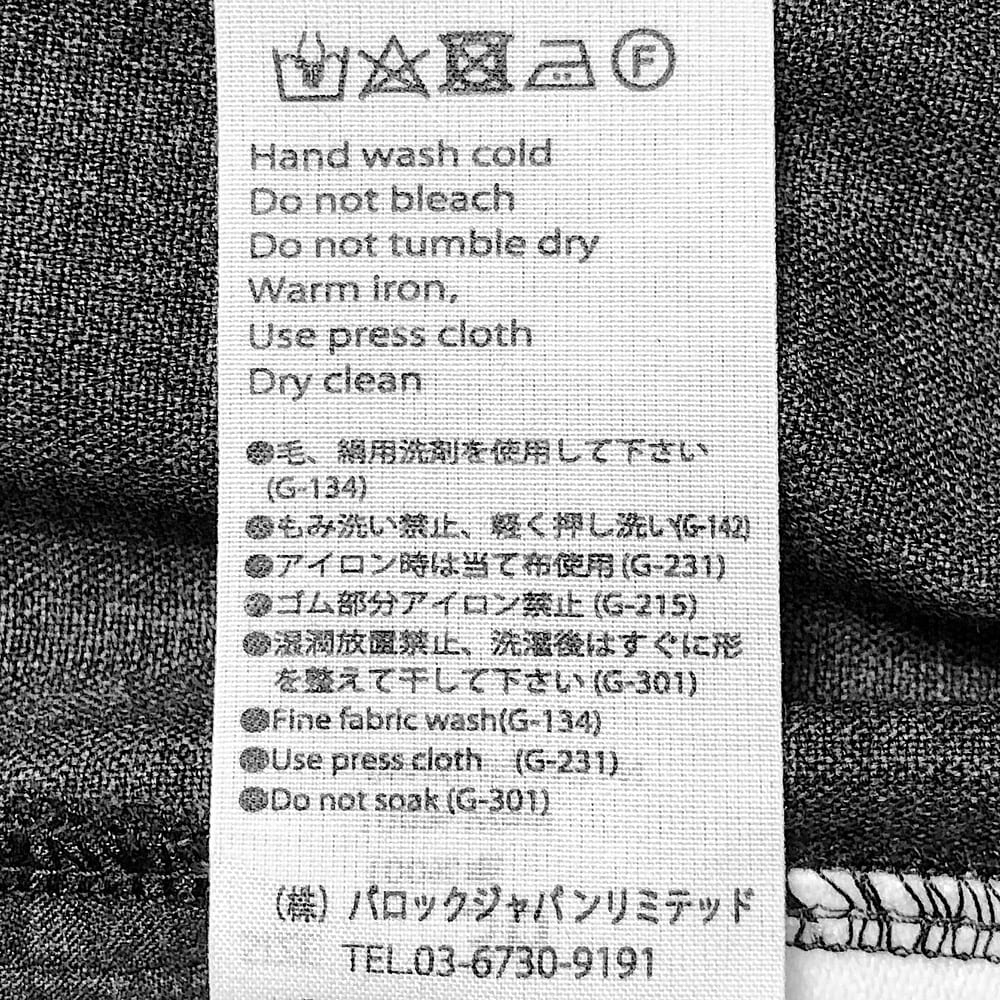 F
Hand wash cold
Do not bleach
Do not tumble dry
Warm iron,
Use press cloth
Dry clean
●毛、絹用洗剤を使用して下さい
(G-134)
●もみ洗い禁止、軽く押し洗い(G-142)
●アイロン時は当て布使用(G-231)
●ゴム部分アイロン禁止(G-215)
●湿潤放置禁止、洗濯後はすぐに形
を整えて干して下さい(G-301)
●Fine fabric wash(G-134)
●Use press cloth (G-231)
●Do not soak (G-301)
(株) バロックジャパンリミテッド
TEL.03-6730-9191